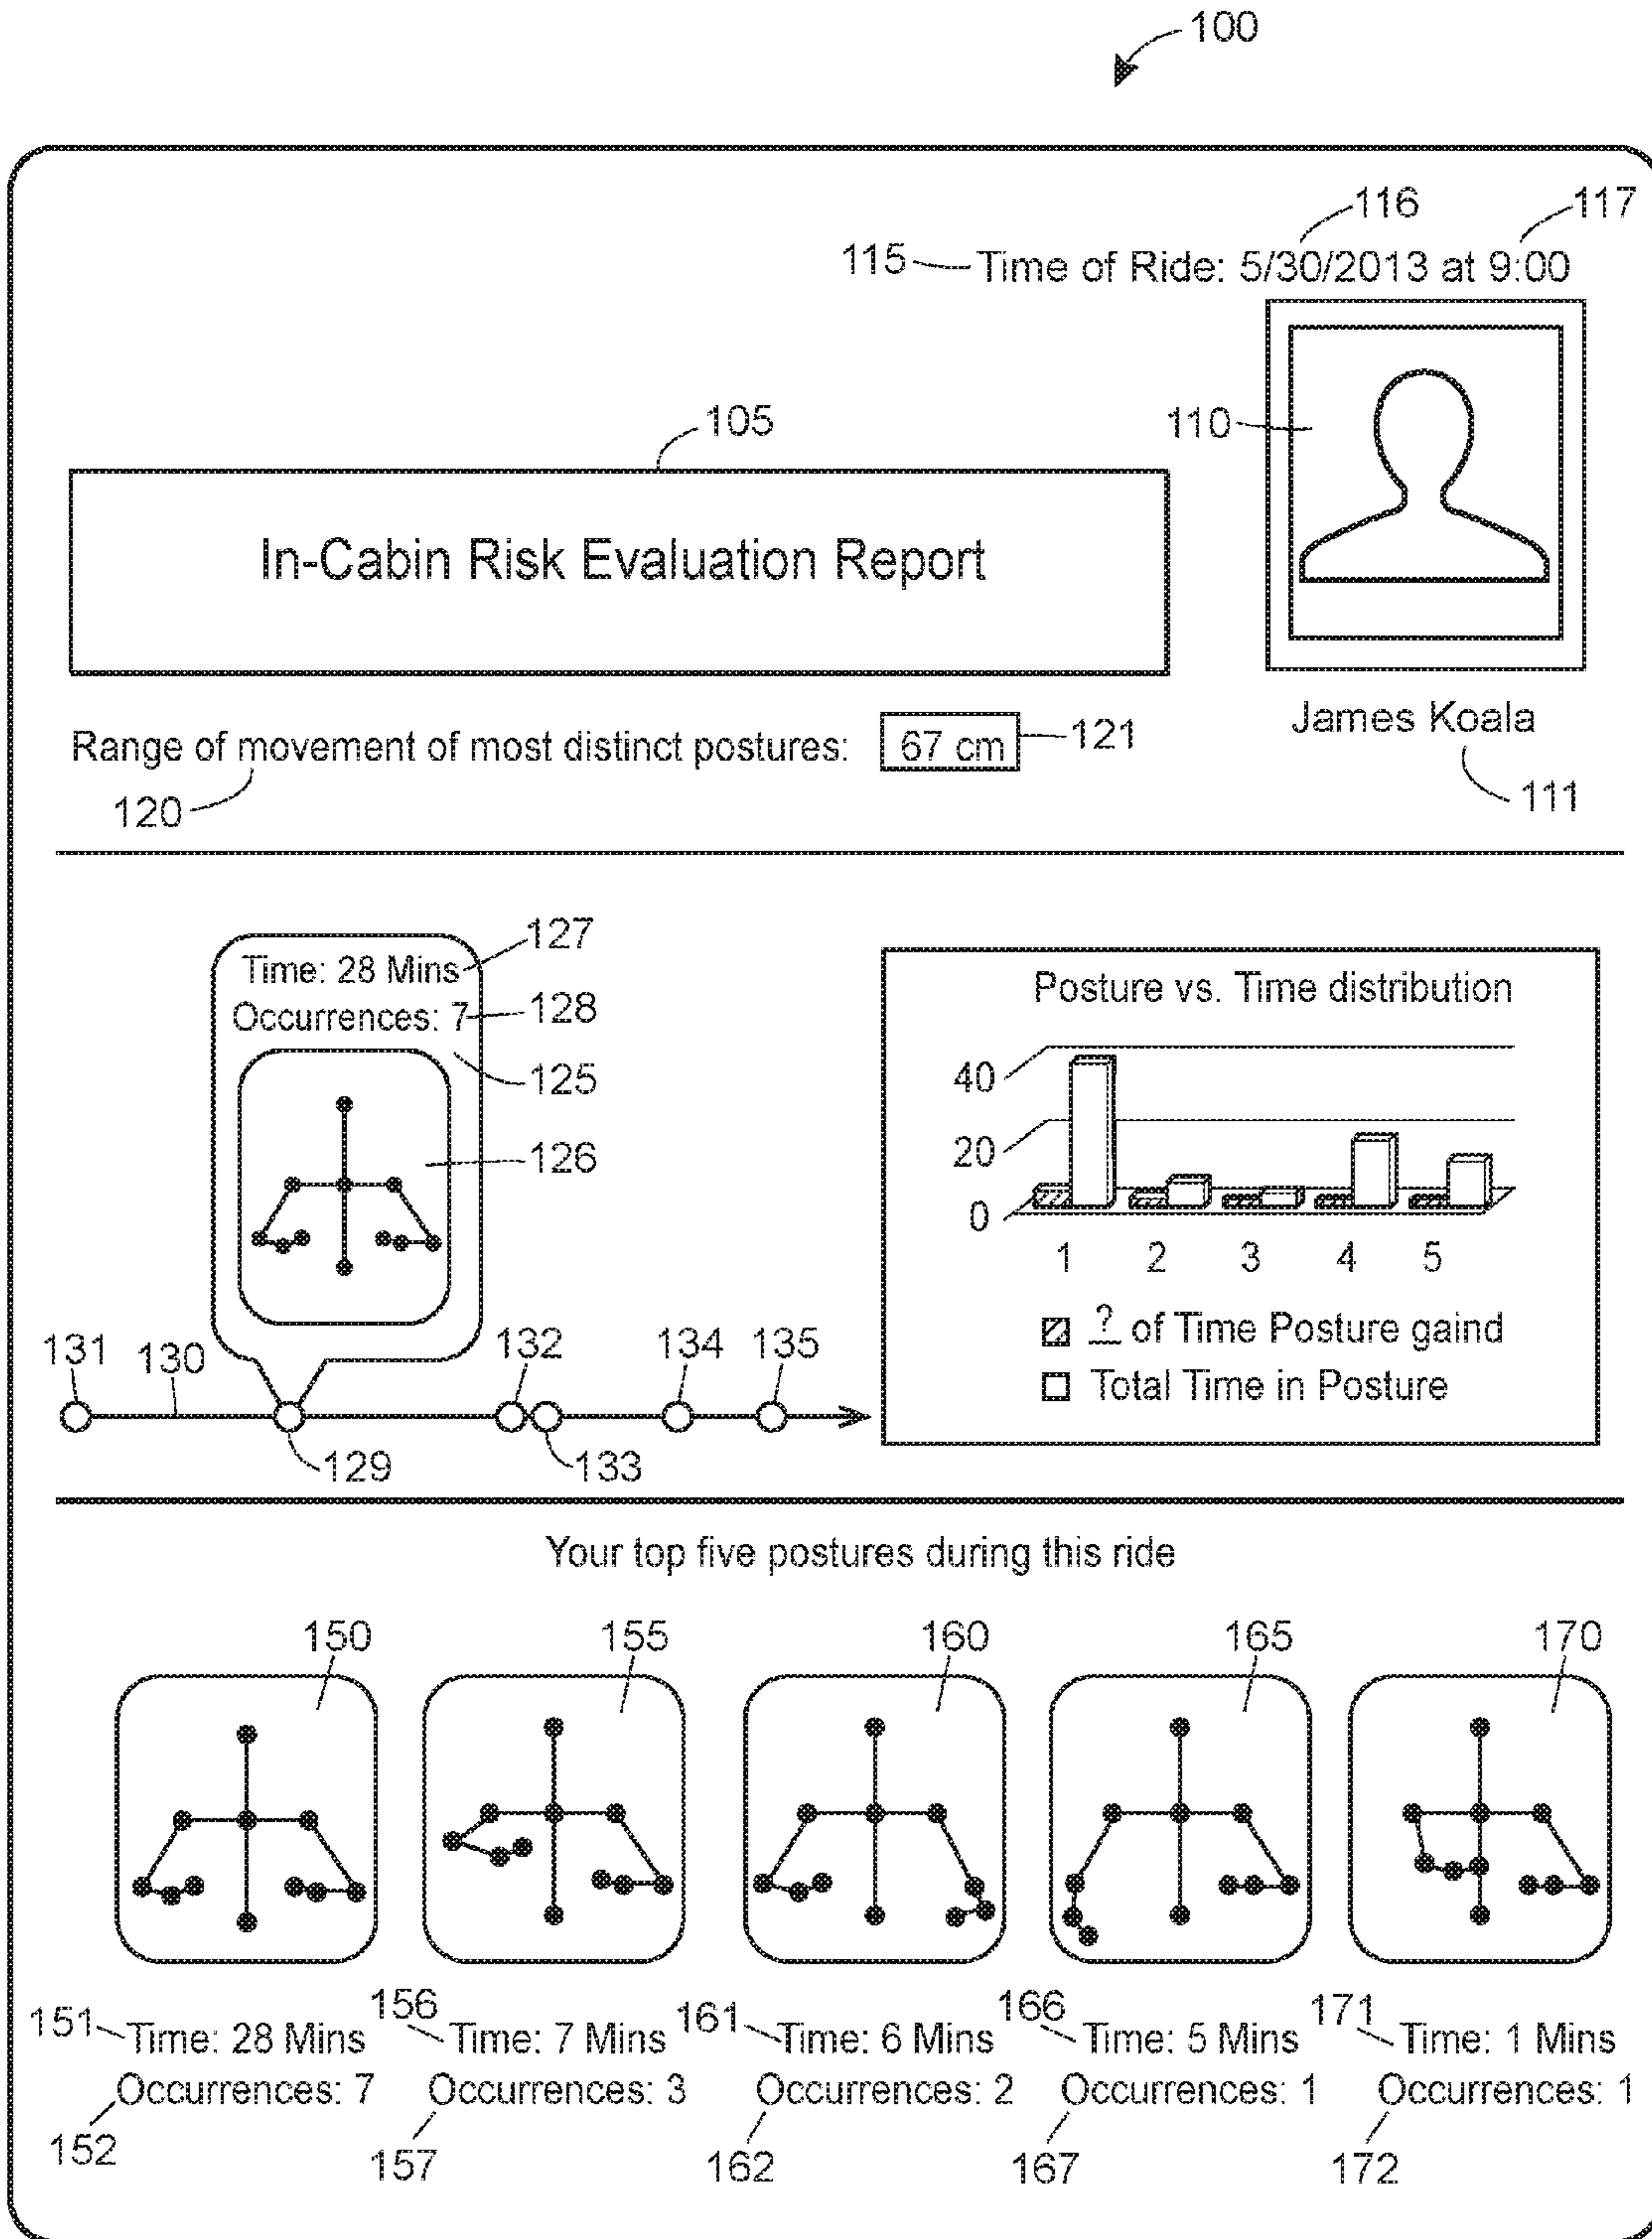 100
116
117
115 Time of Ride: 5/30/2013 at 9:00
105
110
In-Cabin Risk Evaluation Report
James Koala
111
Range of movement of most distinct postures: 67 cm 121
120
127
Time: 28 Mins
Occurrences: 7 128
125
126
131 130 132 134 135
129 133
Posture vs. Time distribution
40
20
0
1 2 3 4 5
? of Time Posture gaind
Total Time in Posture
Your top five postures during this ride
150 155 160 165 170
151 Time: 28 Mins 156 Time: 7 Mins 161 Time: 6 Mins 166 Time: 5 Mins 171 Time: 1 Mins
Occurrences: 7 Occurrences: 3 Occurrences: 2 Occurrences: 1 Occurrences: 1
152 157 162 167 172